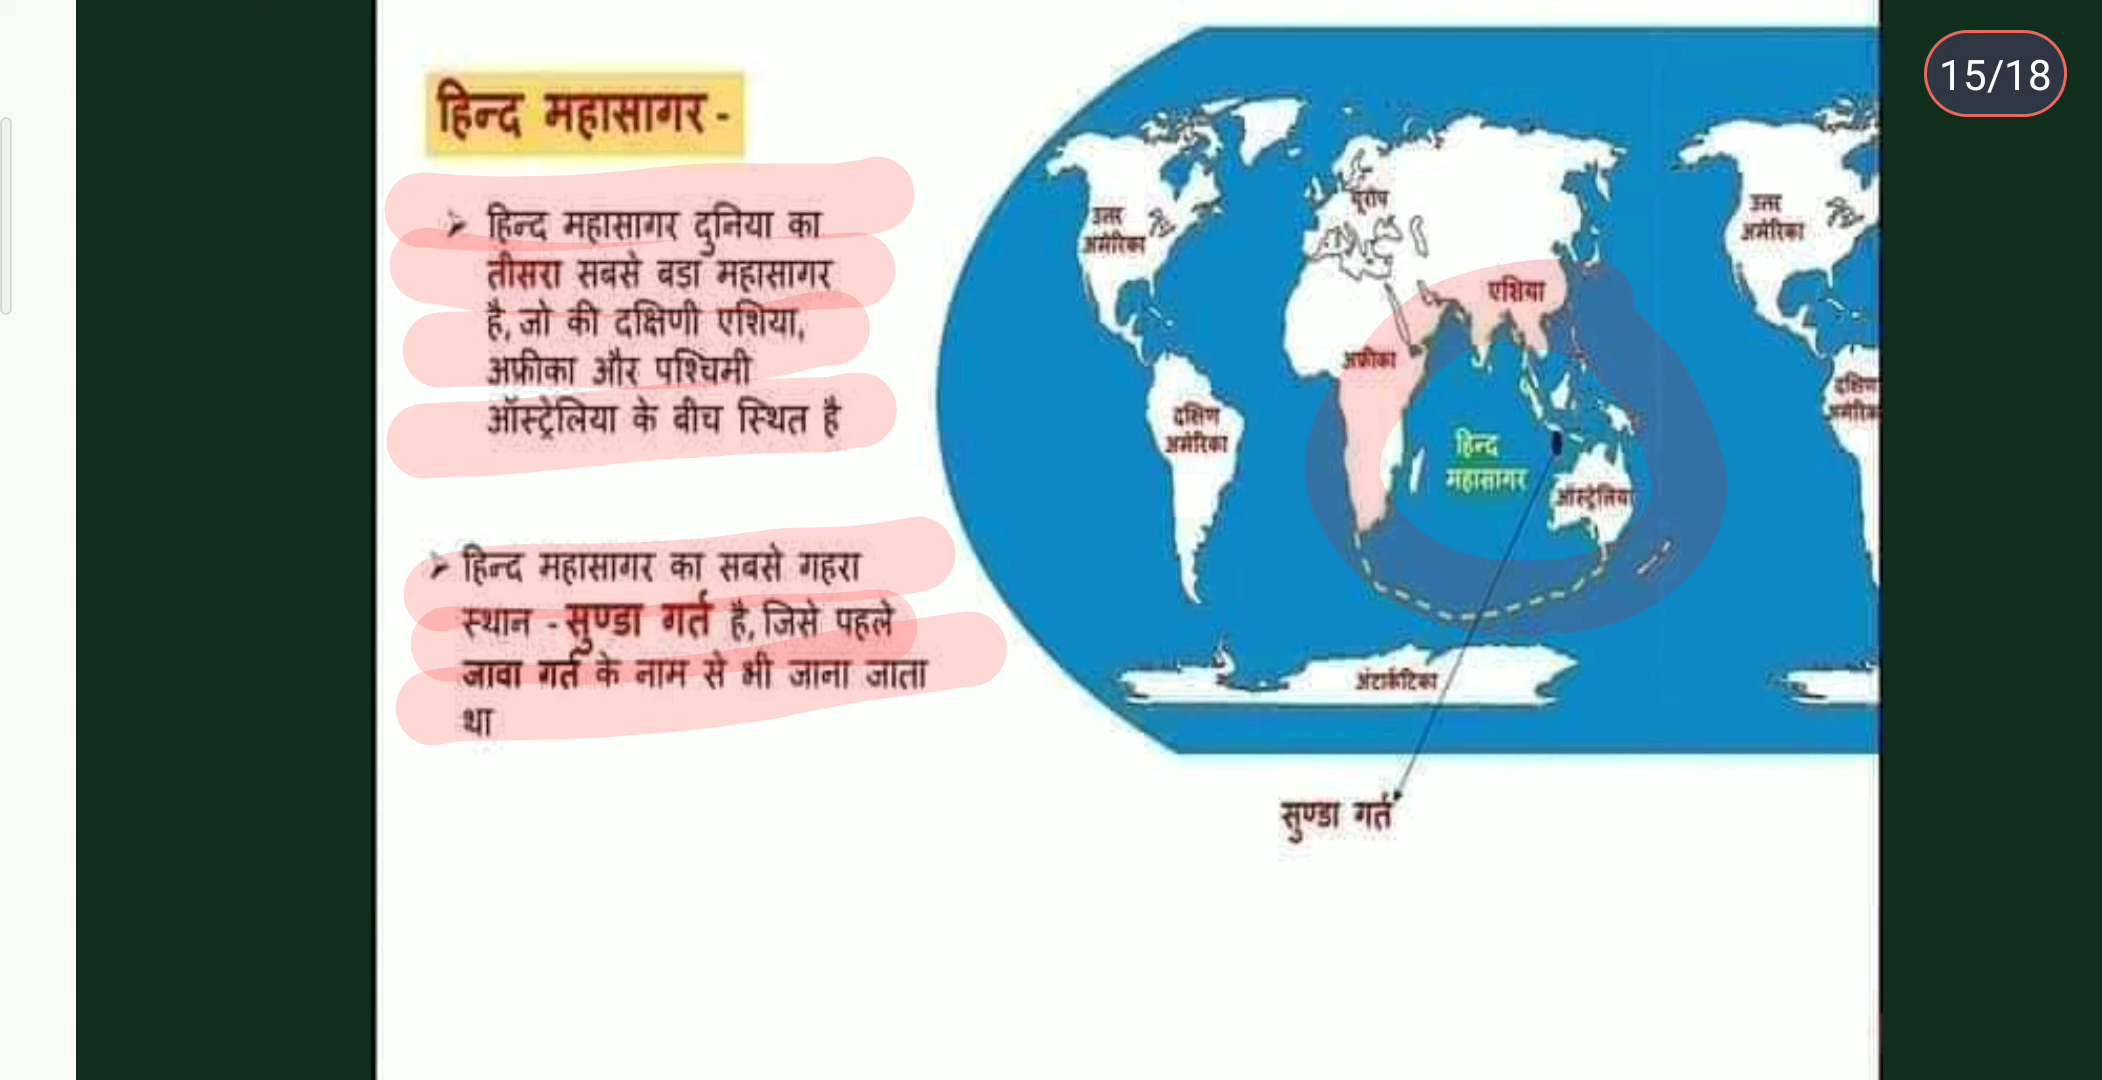 15/18
हिन्द महासागर -
➢ हिन्द महासागर दुनिया का
तीसरा सबसे बडा महासागर
है, जो की दक्षिणी एशिया,
अफ्रीका और पश्चिमी
ऑस्ट्रेलिया के बीच स्थित है
➢ हिन्द महासागर का सबसे गहरा
स्थान - सुण्डा गर्त है, जिसे पहले
जावा गर्त के नाम से भी जाना जाता
था
उत्तर
अमेरिका
यूरोप
एशिया
अफ्रीका
दक्षिण
अमेरिका
हिन्द
महासागर
ऑस्ट्रेलिया
अंटार्कटिका
उत्तर
अमेरिका
दक्षिण
सुण्डा गर्त